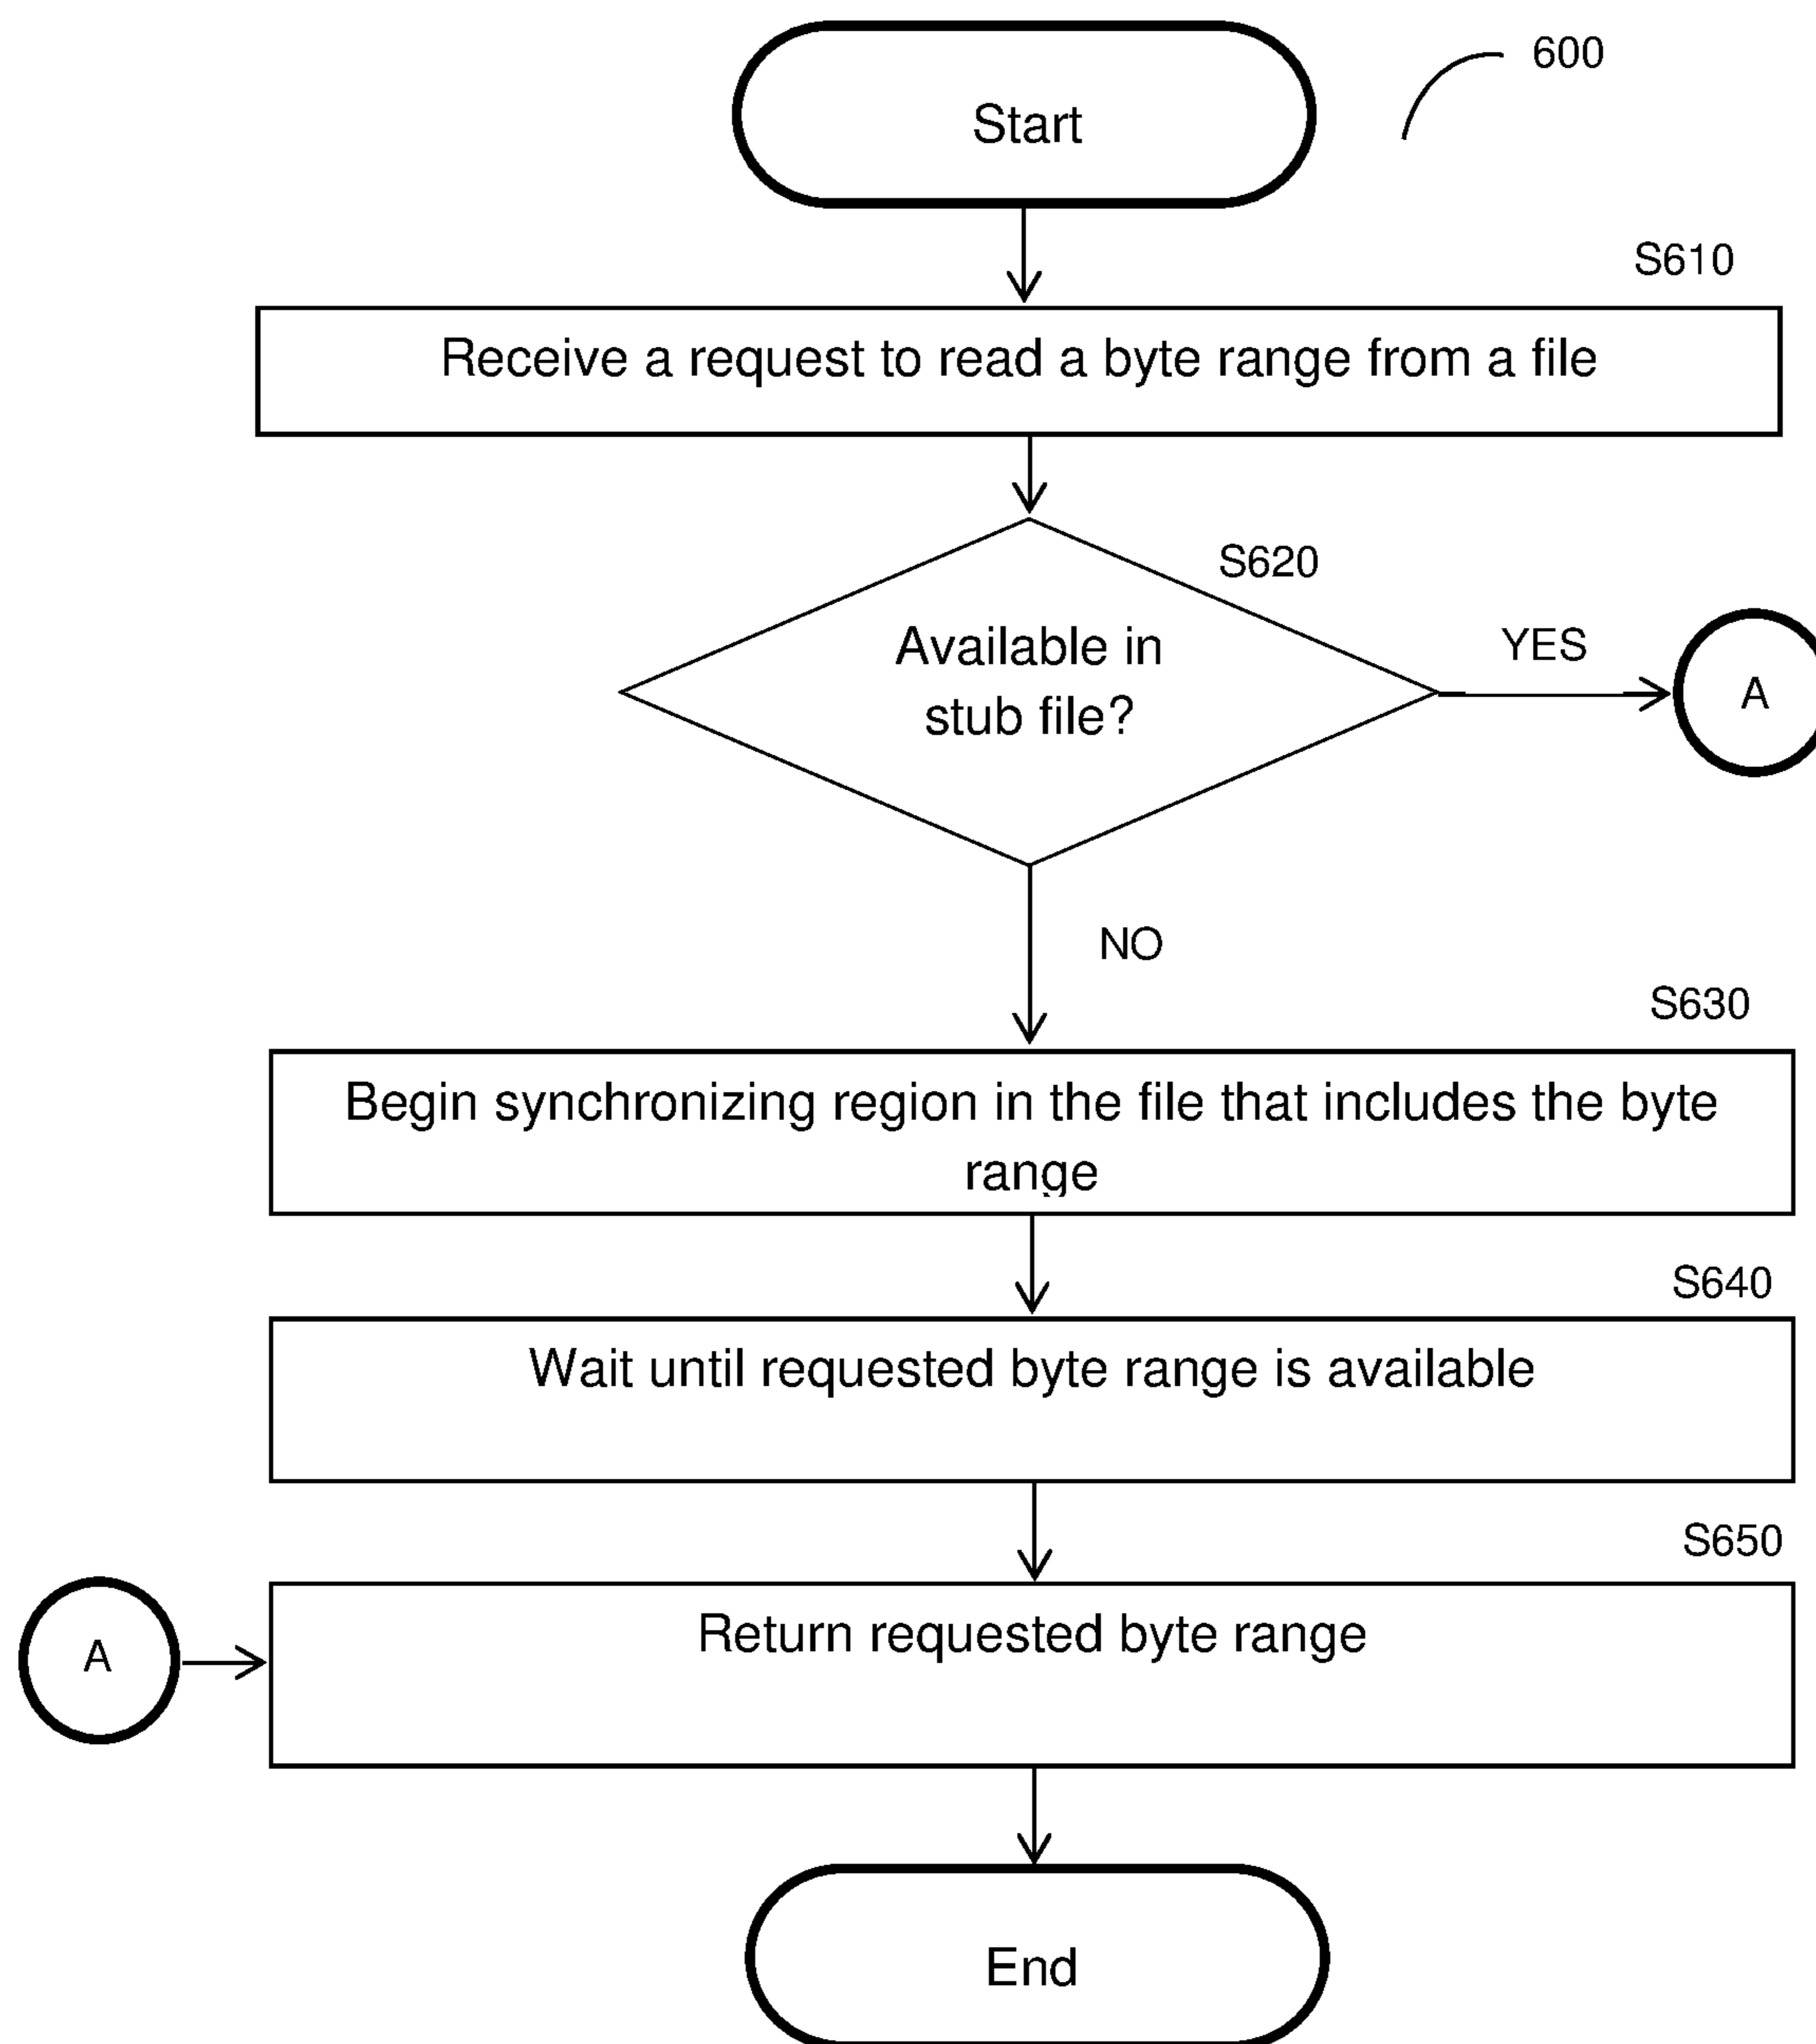 Start
600
S610
Receive a request to read a byte range from a file
S620
Available in
stub file?
YES
A
NO
S630
Begin synchronizing region in the file that includes the byte
range
S640
Wait until requested byte range is available
S650
A
Return requested byte range
End